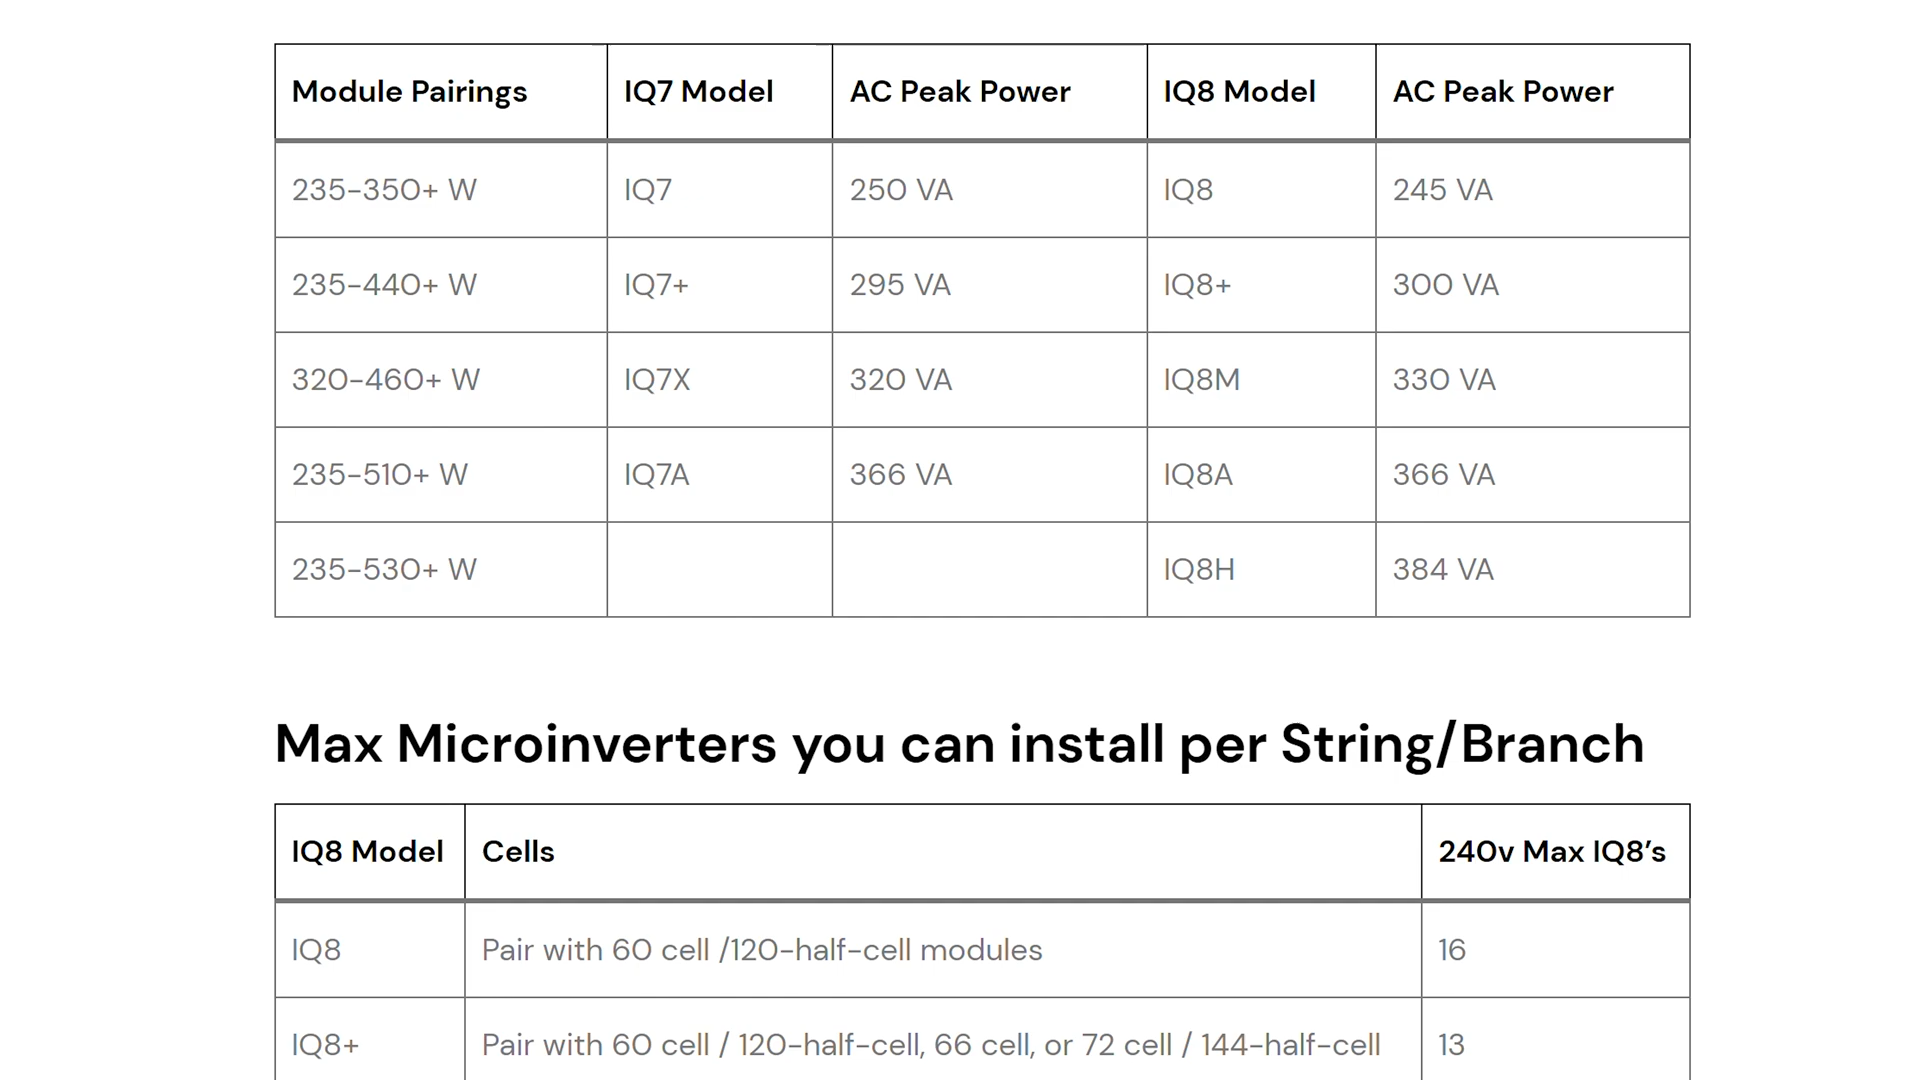 Module Pairings IQ7 Model AC Peak Power IQ8 Model AC Peak Power
235-350+ W IQ7 250 VA IQ8 245 VA
235-440+ W IQ7+ 295 VA IQ8+ 300 VA
320-460+ W IQ7X 320 VA IQ8M 330 VA
235-510+ W IQ7A 366 VA IQ8A 366 VA
235-530+ W IQ8H 384 VA
Max Microinverters you can install per String/Branch
IQ8 Model Cells 240v Max IQ8’s
IQ8 Pair with 60 cell /120-half-cell modules 16
IQ8+ Pair with 60 cell / 120-half-cell, 66 cell, or 72 cell / 144-half-cell 13